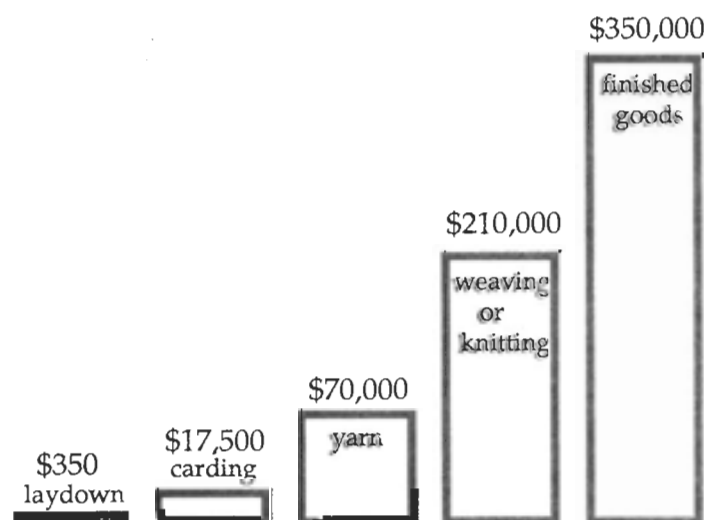 $350
laydown
$17,500
carding
$70,000
yarn
$210,000
weaving
or
knitting
$350,000
finished
goods